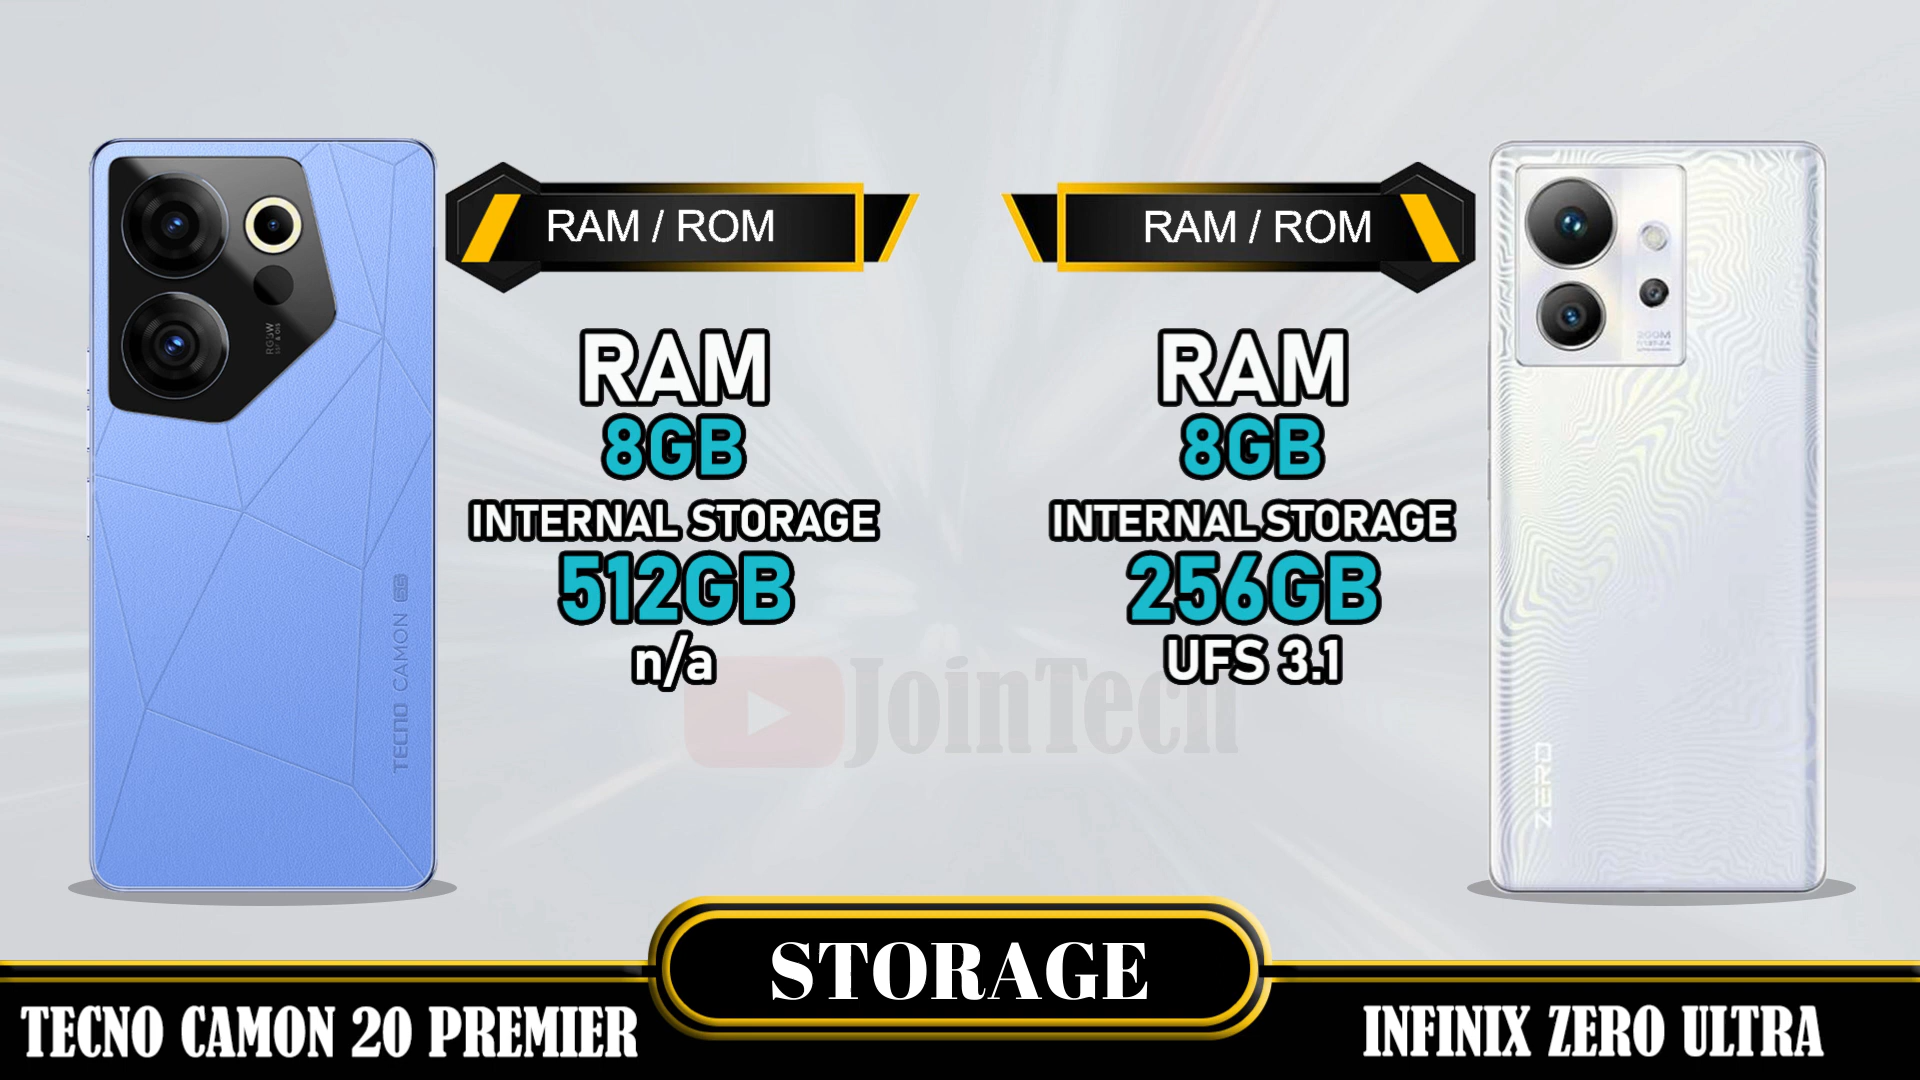 RAM / ROM
RAM
8GB
INTERNAL STORAGE
512GB
n/a
RAM / ROM
RAM
8GB
INTERNAL STORAGE
256GB
UFS 3.1
JoinTech
TECNO CAMON 5G
ZERO
STORAGE
TECNO CAMON 20 PREMIER
INFINIX ZERO ULTRA